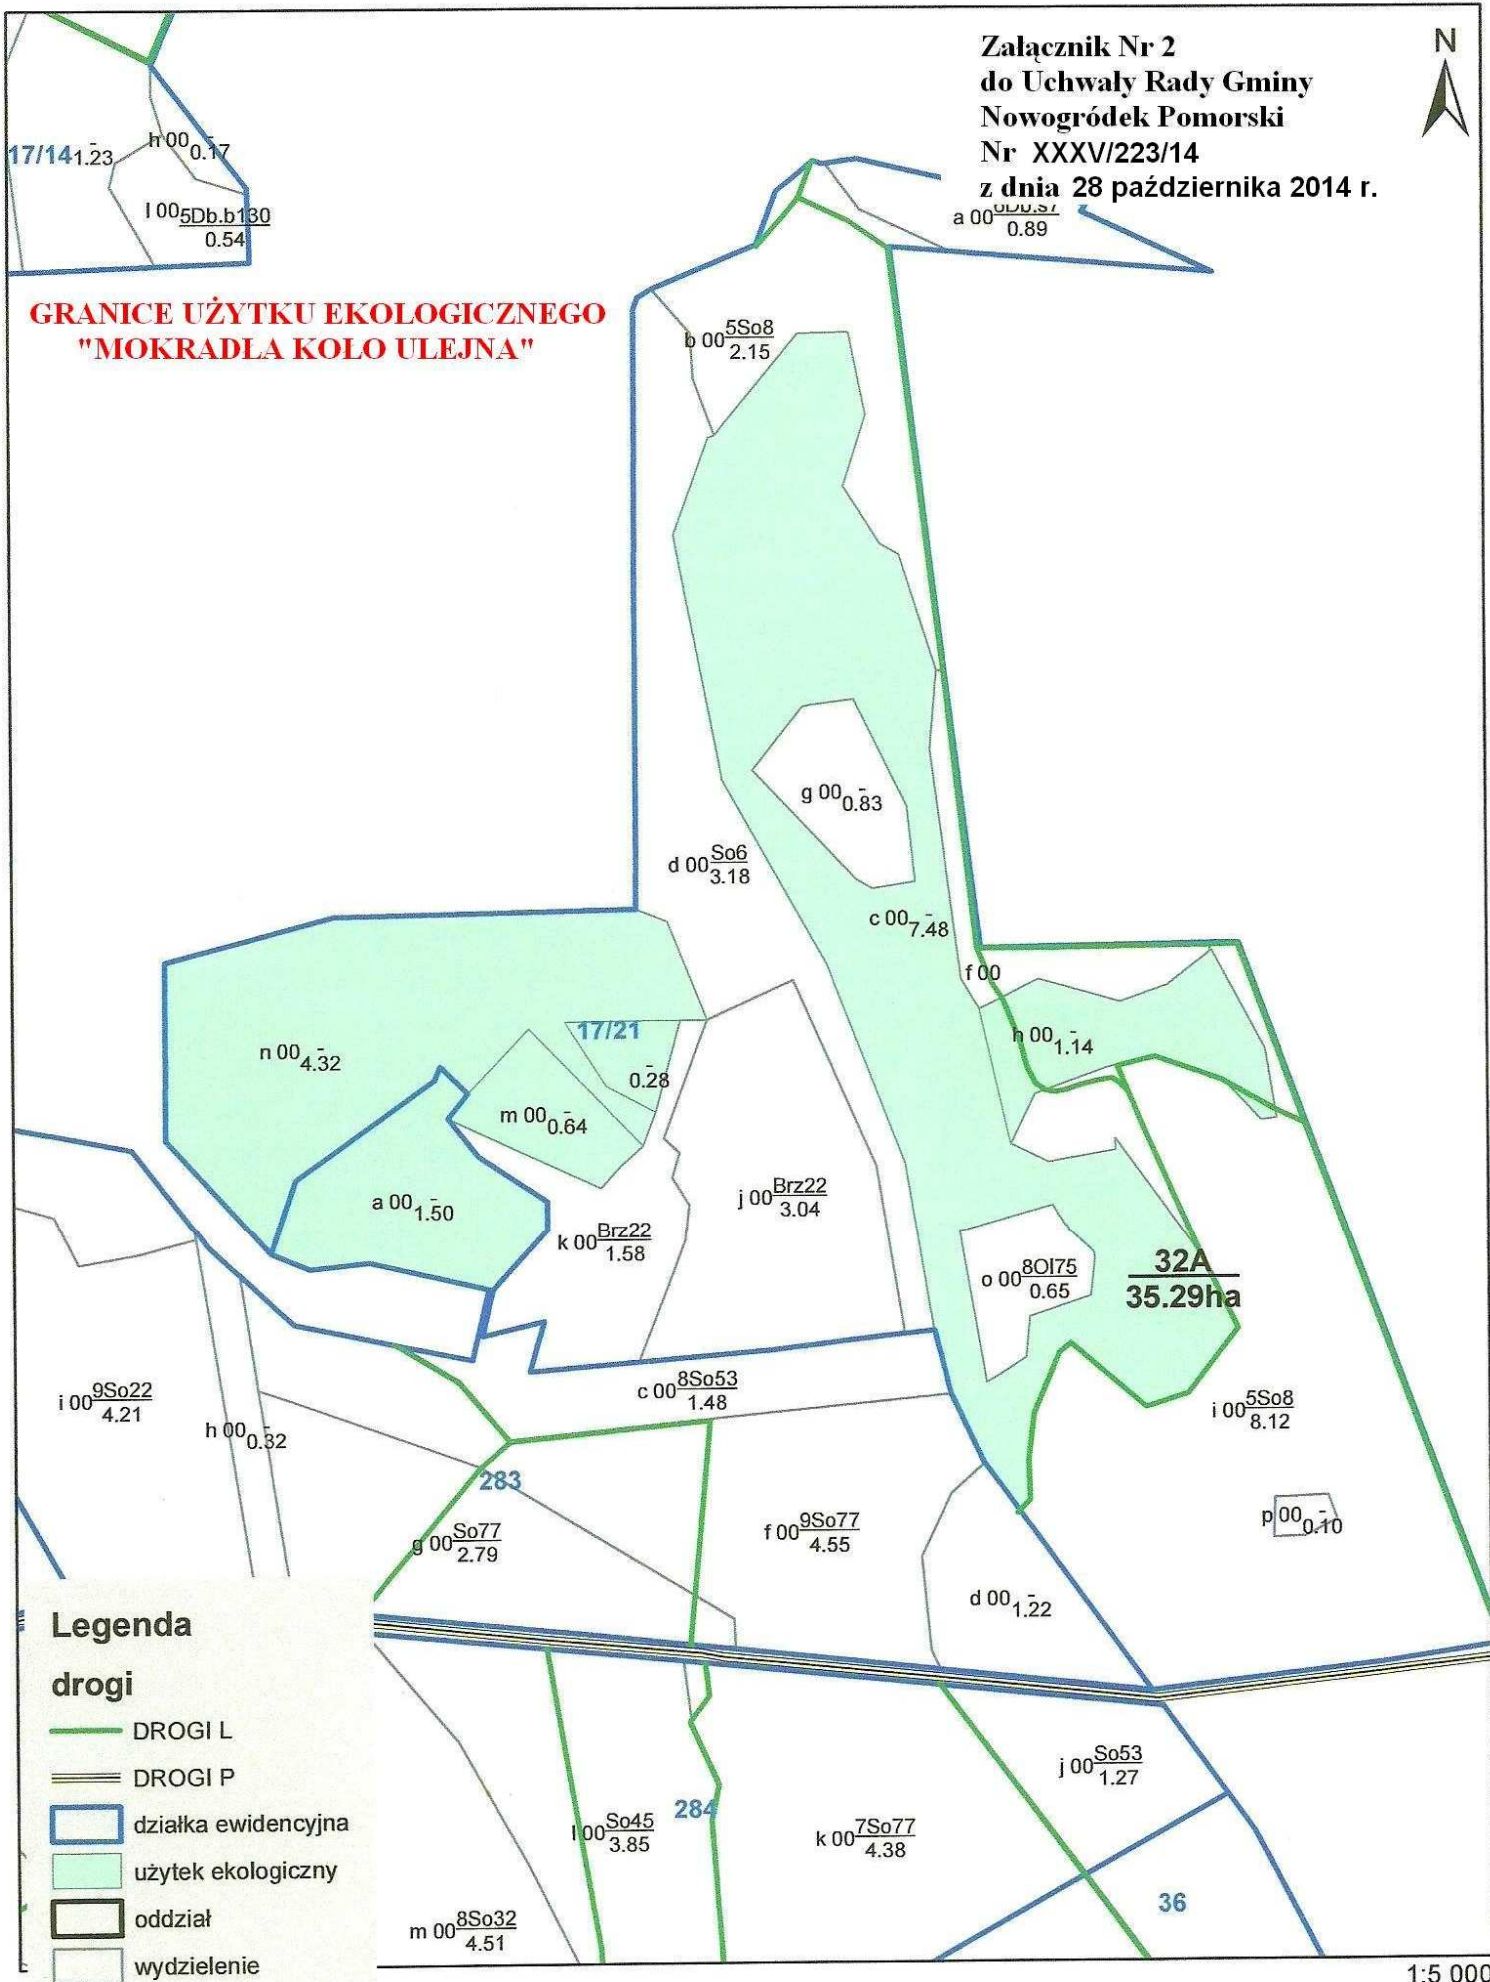 Załącznik Nr 2
do Uchwały Rady Gminy
Nowogródek Pomorski
Nr XXXV/223/14
z dnia 28 października 2014 r.
N
17/14 1.23
h 00 - 0.17
l 00 5Db.b130
0.54
a 00
0.89
GRANICE UŻYTKU EKOLOGICZNEGO
"MOKRADŁA KOŁO ULEJNA"
b 00 5So8
2.15
g 00 - 0.83
d 00 So6
3.18
c 00 - 7.48
f 00
n 00 - 4.32
17/21
h 00 - 1.14
- 0.28
m 00 - 0.64
a 00 - 1.50
j 00 Brz22
3.04
k 00 Brz22
1.58
o 00 8Ol75
0.65
32A
35.29ha
i 00 9So22
4.21
c 00 8So53
1.48
i 00 5So8
8.12
h 00 - 0.32
283
g 00 So77
2.79
f 00 9So77
4.55
p 00 - 0.10
d 00 - 1.22
Legenda
drogi
DROGI L
DROGI P
działka ewidencyjna
użytek ekologiczny
oddział
wydzielenie
j 00 So53
1.27
l 00 So45
3.85
284
k 00 7So77
4.38
36
m 00 8So32
4.51
1:5 000